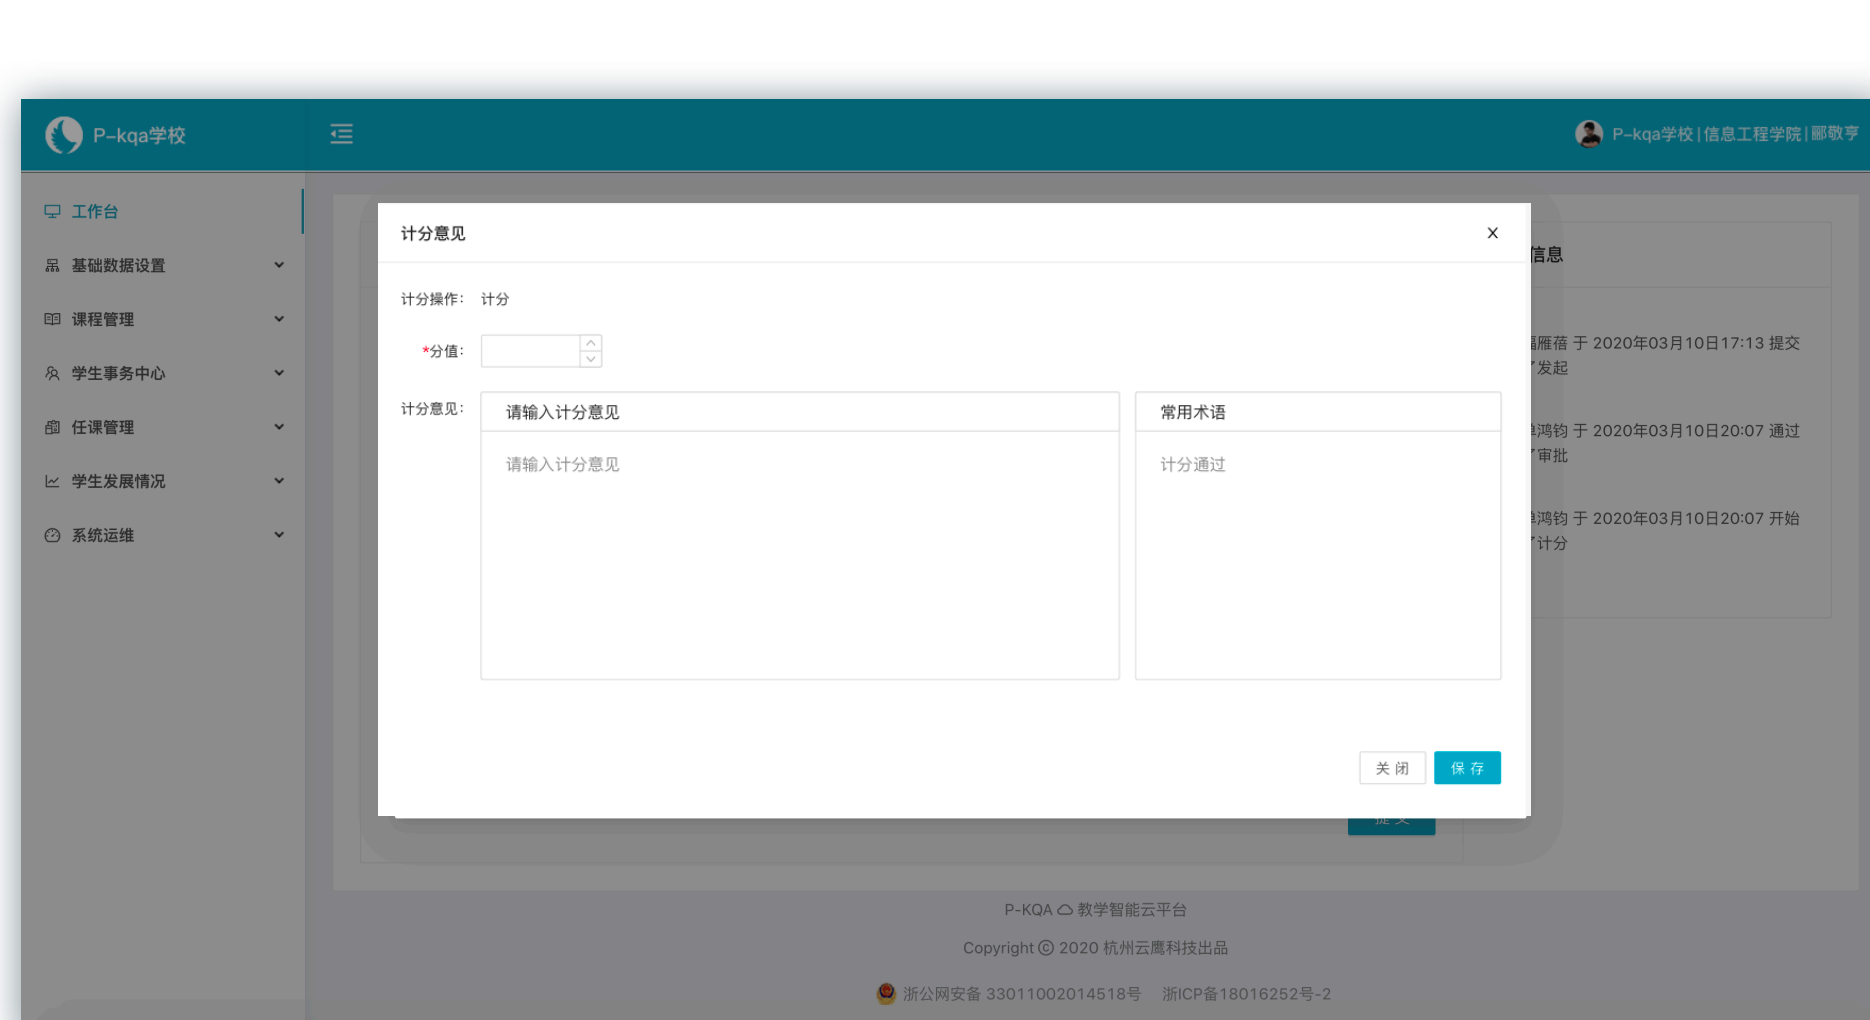 P-kqa学校
P-kqa学校|信息工程学院|郦敬亨
工作台
基础数据设置
课程管理
学生事务中心
任课管理
学生发展情况
系统运维
计分意见
X
计分操作: 计分
*分值:
计分意见:
请输入计分意见
请输入计分意见
常用术语
计分通过
关 闭
保 存
提 交
信息
雁蓓 于 2020年03月10日17:13 提交
发起
鸿钧 于 2020年03月10日20:07 通过
审批
鸿钧 于 2020年03月10日20:07 开始
计分
P-KQA 教学智能云平台
Copyright © 2020 杭州云鹰科技出品
浙公网安备 33011002014518号 浙ICP备18016252号-2